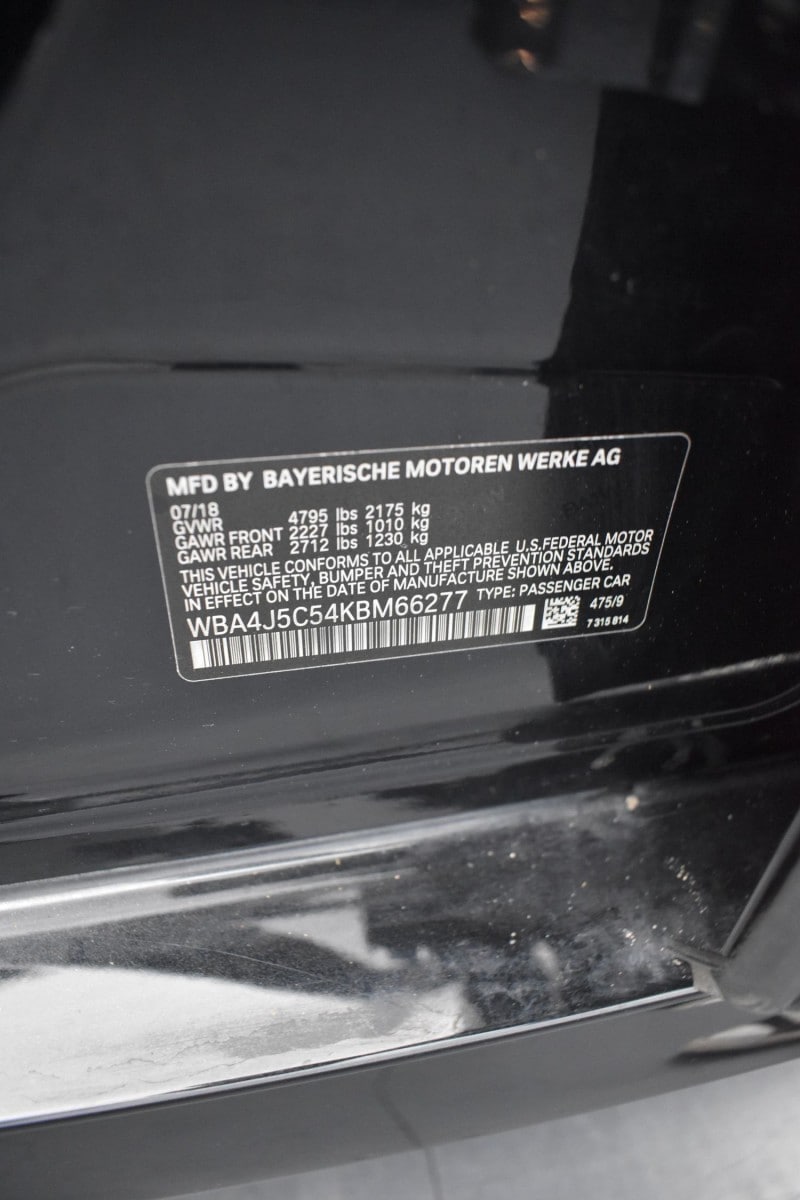 MFD BY BAYERISCHE MOTOREN WERKE AG
07/18
GVWR 4795 lbs 2175 kg
GAWR FRONT 2227 lbs 1010 kg
GAWR REAR 2712 lbs 1230 kg
THIS VEHICLE CONFORMS TO ALL APPLICABLE U.S.FEDERAL MOTOR
VEHICLE SAFETY, BUMPER AND THEFT PREVENTION STANDARDS
IN EFFECT ON THE DATE OF MANUFACTURE SHOWN ABOVE.
WBA4J5C54KBM66277 TYPE: PASSENGER CAR
475/9
7 315 814